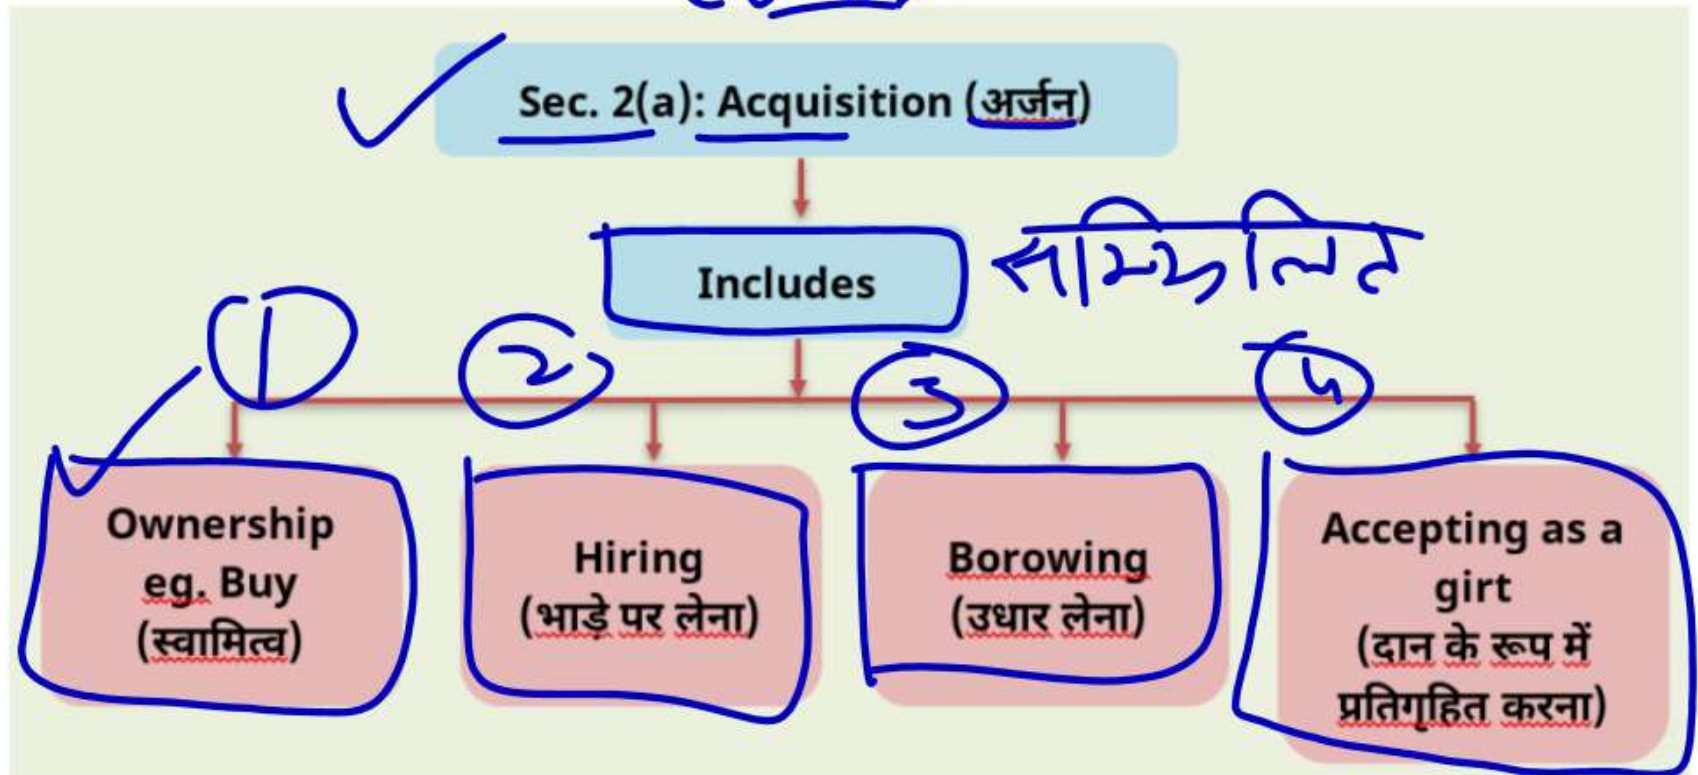 Sec. 2(a): Acquisition (अर्जन)
Includes
सम्मिलित
1
2
3
4
Ownership
eg. Buy
(स्वामित्व)
Hiring
(भाड़े पर लेना)
Borowing
(उधार लेना)
Accepting as a
girt
(दान के रूप में
प्रतिगृहित करना)